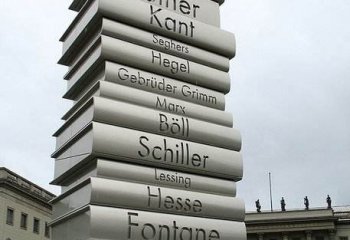 Kant
Seghers
Hegel
Gebrüder Grimm
Marx
Böll
Schiller
Lessing
Hesse
Fontane